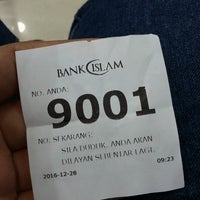 BANK ISLAM
NO. ANDA:
9001
NO. SEKARANG:
SILA DUDUK, ANDA AKAN
DILAYAN SEBENTAR LAGI.
2016-12-28 09:23